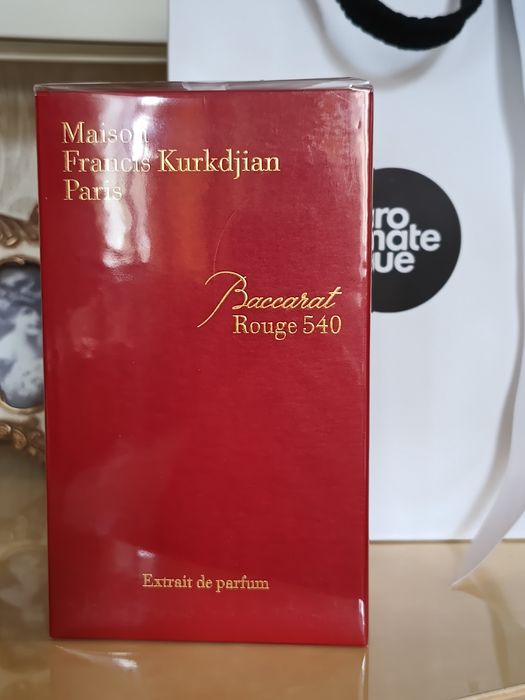 Maison
Francis Kurkdjian
Paris
Baccarat
Rouge 540
Extrait de parfum